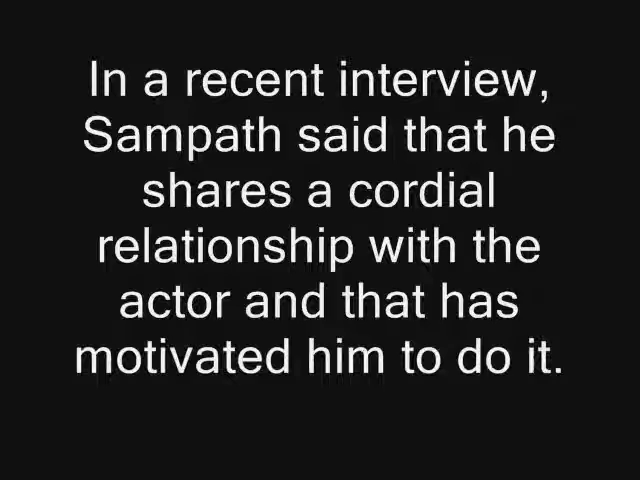 In a recent interview,
Sampath said that he
shares a cordial
relationship with the
actor and that has
motivated him to do it.